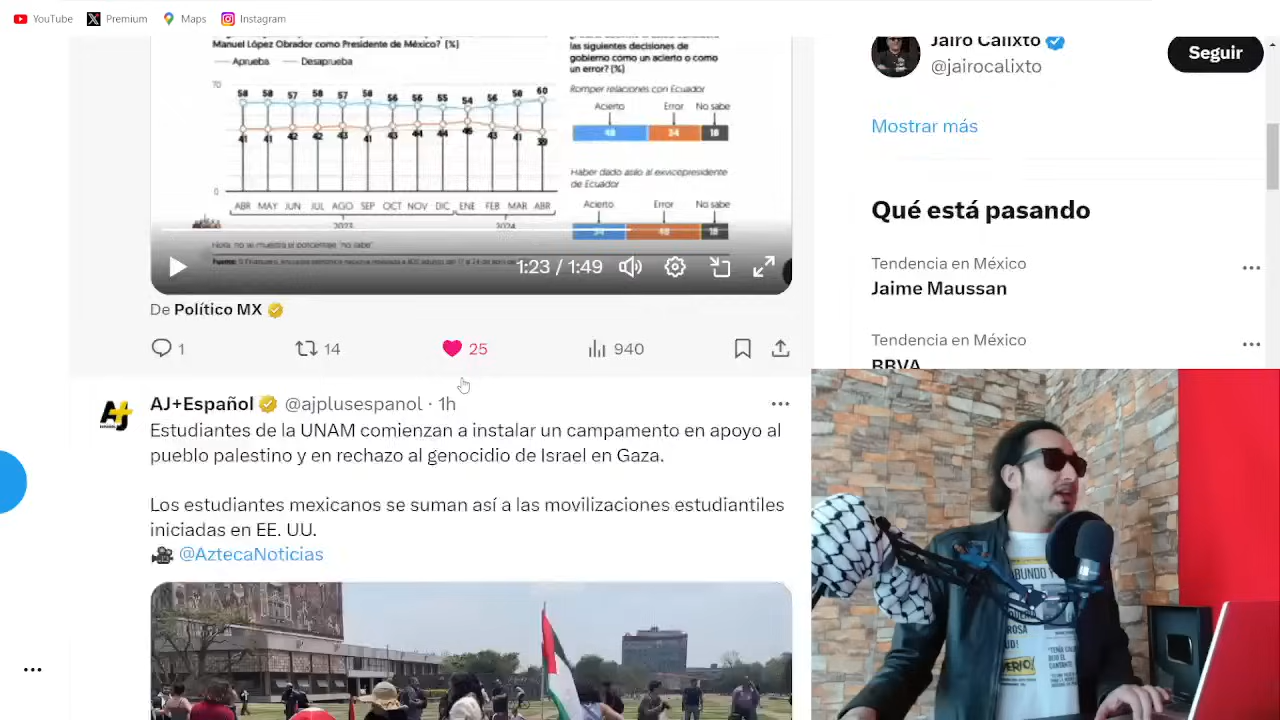 YouTube
Premium
Maps
Instagram
Manuel López Obrador como Presidente de México? (%)
Aprueba
Desaprueba
70
58 58 57 58 57 58 56 56 55 54 56 58 60
41 41 42 42 43 41 43 44 44 46 43 41 39
0
ABR MAY JUN JUL AGO SEP OCT NOV DIC ENE FEB MAR ABR
2023
2024
Nota: no se muestra el porcentaje "no sabe"
las siguientes decisiones de
gobierno como un acierto o como
un error? (%)
Romper relaciones con Ecuador
Acierto Error No sabe
48 34 18
Haber dado asilo al exvicepresidente
de Ecuador
Acierto Error No sabe
34 48 18
1:23 / 1:49
De Político MX
1
14
25
940
AJ+Español @ajplusespanol · 1h
Estudiantes de la UNAM comienzan a instalar un campamento en apoyo al
pueblo palestino y en rechazo al genocidio de Israel en Gaza.
Los estudiantes mexicanos se suman así a las movilizaciones estudiantiles
iniciadas en EE. UU.
@AztecaNoticias
Jairo Calixto
@jairocalixto
Seguir
Mostrar más
Qué está pasando
Tendencia en México
Jaime Maussan
Tendencia en México
BBVA